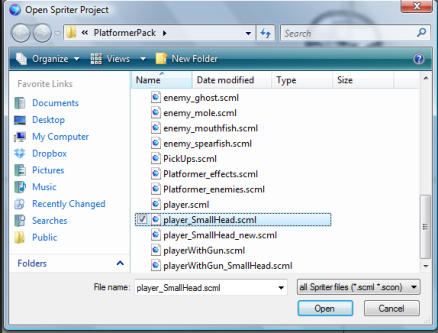 Open Spriter Project
« PlatformerPack
Search
Organize Views New Folder
Name Date modified Type Size
Favorite Links
Documents
Desktop
My Computer
Dropbox
Pictures
Music
Recently Changed
Searches
Public
Folders
enemy_ghost.scml
enemy_mole.scml
enemy_mouthfish.scml
enemy_spearfish.scml
PickUps.scml
Platformer_effects.scml
Platformer_enemies.scml
player.scml
player_SmallHead.scml
player_SmallHead_new.scml
playerWithGun.scml
playerWithGun_SmallHead.scml
File name: player_SmallHead.scml all Spriter files (*.scml *.scon)
Open Cancel